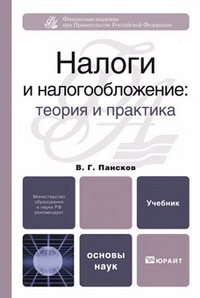 Финансовая академия
при Правительстве Российской Федерации
Налоги
и налогообложение:
теория и практика
В. Г. Пансков
Министерство
образования
и науки РФ
рекомендует
Учебник
основы
наук
ЮРАЙТ